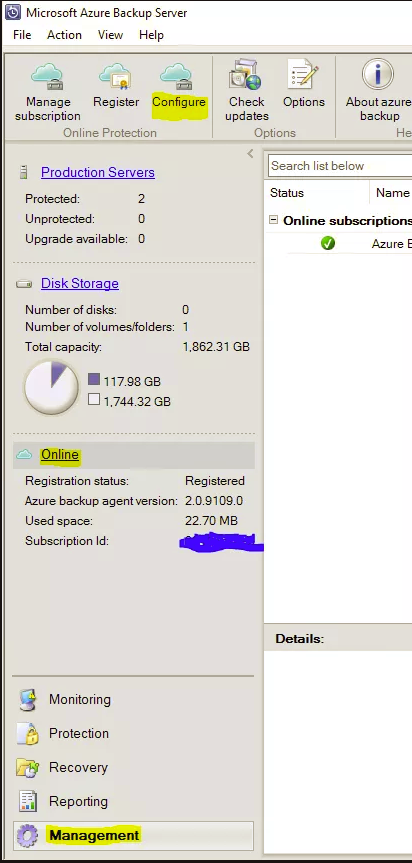 Microsoft Azure Backup Server
File Action View Help
Manage subscription Register Configure Check updates Options About azure backup
Online Protection Options He
Production Servers
Protected: 2
Unprotected: 0
Upgrade available: 0
Disk Storage
Number of disks: 0
Number of volumes/folders: 1
Total capacity: 1,862.31 GB
117.98 GB
1,744.32 GB
Online
Registration status: Registered
Azure backup agent version: 2.0.9109.0
Used space: 22.70 MB
Subscription Id:
Monitoring
Protection
Recovery
Reporting
Management
Search list below
Status Name
Online subscriptions
Azure B
Details: